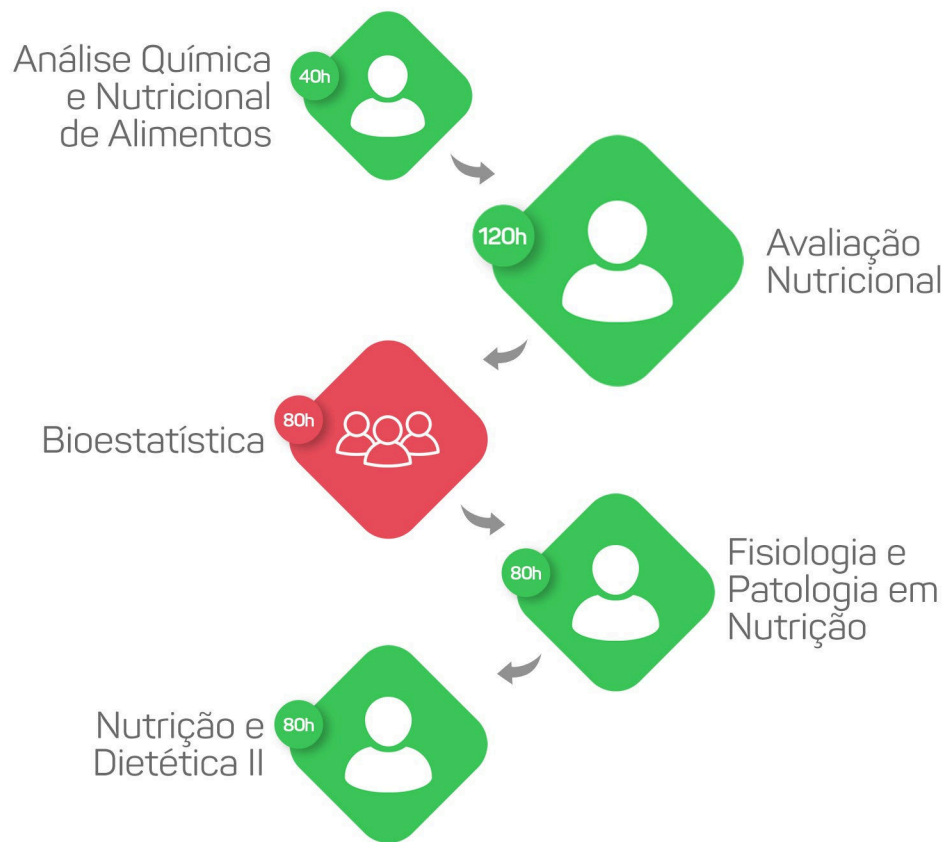 Análise Química
e Nutricional
de Alimentos
40h
120h
Avaliação
Nutricional
Bioestatística
80h
80h
Fisiologia e
Patologia em
Nutrição
Nutrição e
Dietética II
80h